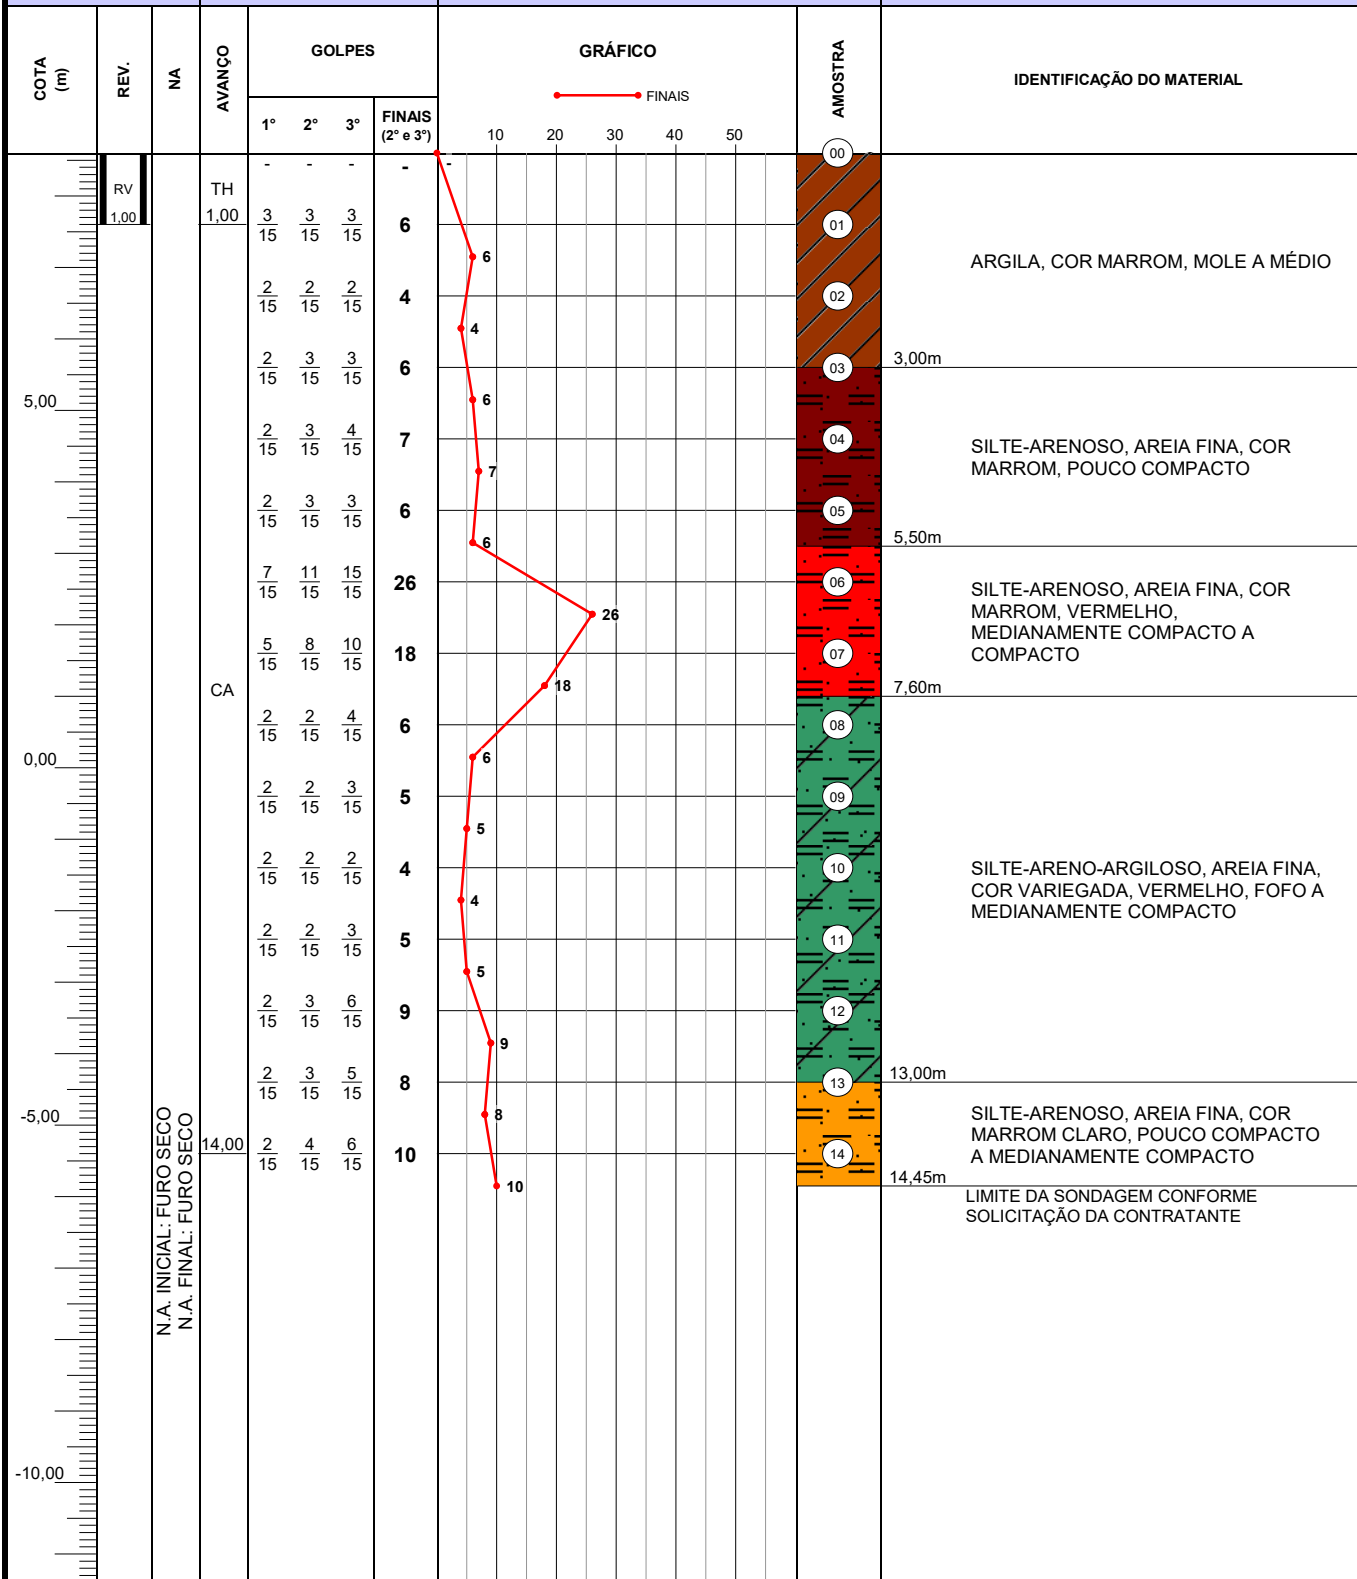 COTA (m)
REV.
NA
AVANÇO
GOLPES
1° 2° 3° FINAIS (2° e 3°)
GRÁFICO
FINAIS
10 20 30 40 50
AMOSTRA
IDENTIFICAÇÃO DO MATERIAL
- - - - - 00
RV TH
1,00 1,00 3/15 3/15 3/15 6 01
6
ARGILA, COR MARROM, MOLE A MÉDIO
2/15 2/15 2/15 4 02
4
3,00m
2/15 3/15 3/15 6 03
5,00 6
2/15 3/15 4/15 7 04
SILTE-ARENOSO, AREIA FINA, COR
MARROM, POUCO COMPACTO
7
2/15 3/15 3/15 6 05
5,50m
6
7/15 11/15 15/15 26 06
SILTE-ARENOSO, AREIA FINA, COR
MARROM, VERMELHO,
MEDIANAMENTE COMPACTO A
COMPACTO
26
5/15 8/15 10/15 18 07
CA 18
7,60m
2/15 2/15 4/15 6 08
0,00 6
2/15 2/15 3/15 5 09
5
2/15 2/15 2/15 4 10
SILTE-ARENO-ARGILOSO, AREIA FINA,
COR VARIEGADA, VERMELHO, FOFO A
MEDIANAMENTE COMPACTO
4
2/15 2/15 3/15 5 11
5
2/15 3/15 6/15 9 12
9
13,00m
2/15 3/15 5/15 8 13
-5,00 8
SILTE-ARENOSO, AREIA FINA, COR
MARROM CLARO, POUCO COMPACTO
A MEDIANAMENTE COMPACTO
14,00 2/15 4/15 6/15 10 14
14,45m
10
LIMITE DA SONDAGEM CONFORME
SOLICITAÇÃO DA CONTRATANTE
N.A. INICIAL: FURO SECO
N.A. FINAL: FURO SECO
-10,00